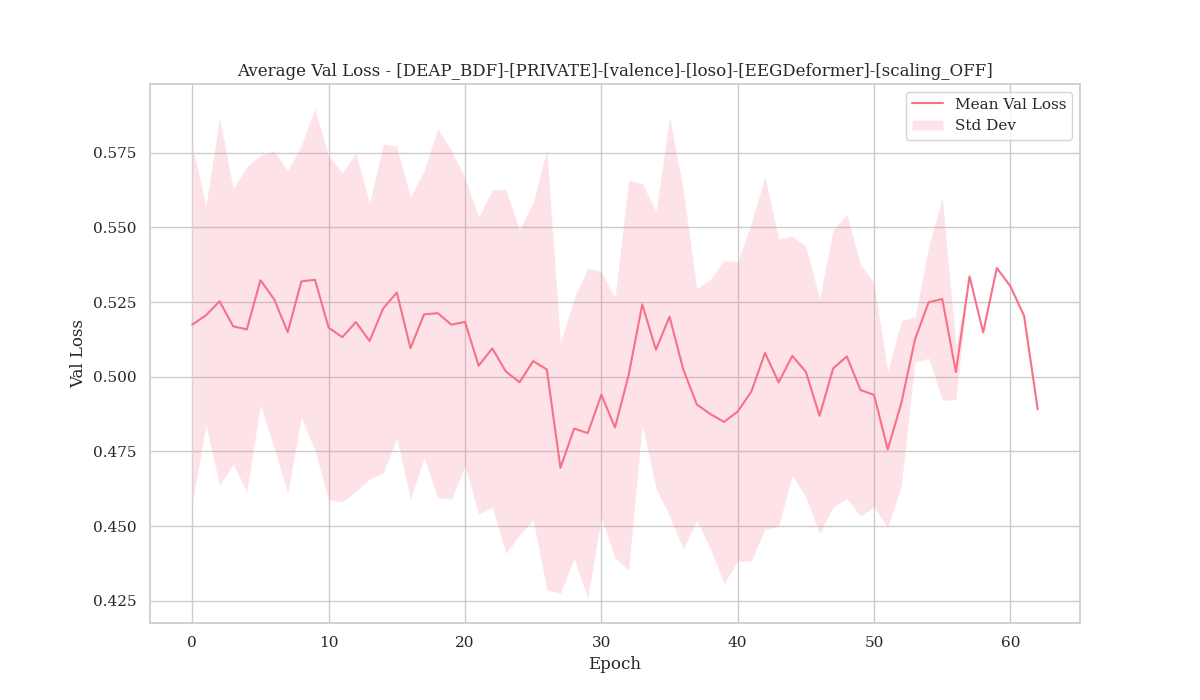 Average Val Loss - [DEAP_BDF]-[PRIVATE]-[valence]-[loso]-[EEGDeformer]-[scaling_OFF]
Mean Val Loss
Std Dev
0.575
0.550
0.525
0.500
0.475
0.450
0.425
Val Loss
0
10
20
30
40
50
60
Epoch